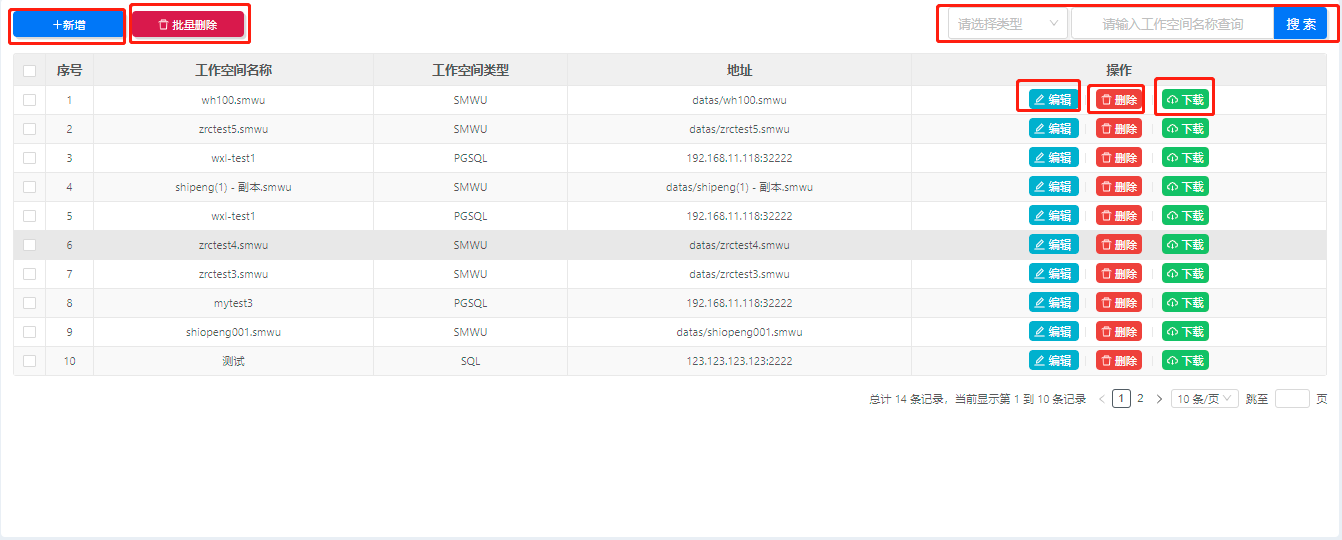 +新增 批量删除 请选择类型 请输入工作空间名称查询 搜 索
序号 工作空间名称 工作空间类型 地址 操作
1 wh100.smwu SMWU datas/wh100.smwu 编辑 删除 下载
2 zrctest5.smwu SMWU datas/zrctest5.smwu 编辑 删除 下载
3 wxl-test1 PGSQL 192.168.11.118:32222 编辑 删除 下载
4 shipeng(1) - 副本.smwu SMWU datas/shipeng(1) - 副本.smwu 编辑 删除 下载
5 wxl-test1 PGSQL 192.168.11.118:32222 编辑 删除 下载
6 zrctest4.smwu SMWU datas/zrctest4.smwu 编辑 删除 下载
7 zrctest3.smwu SMWU datas/zrctest3.smwu 编辑 删除 下载
8 mytest3 PGSQL 192.168.11.118:32222 编辑 删除 下载
9 shiopeng001.smwu SMWU datas/shiopeng001.smwu 编辑 删除 下载
10 测试 SQL 123.123.123.123:2222 编辑 删除 下载
总计 14 条记录，当前显示第 1 到 10 条记录 < 1 2 > 10 条/页 跳至 页